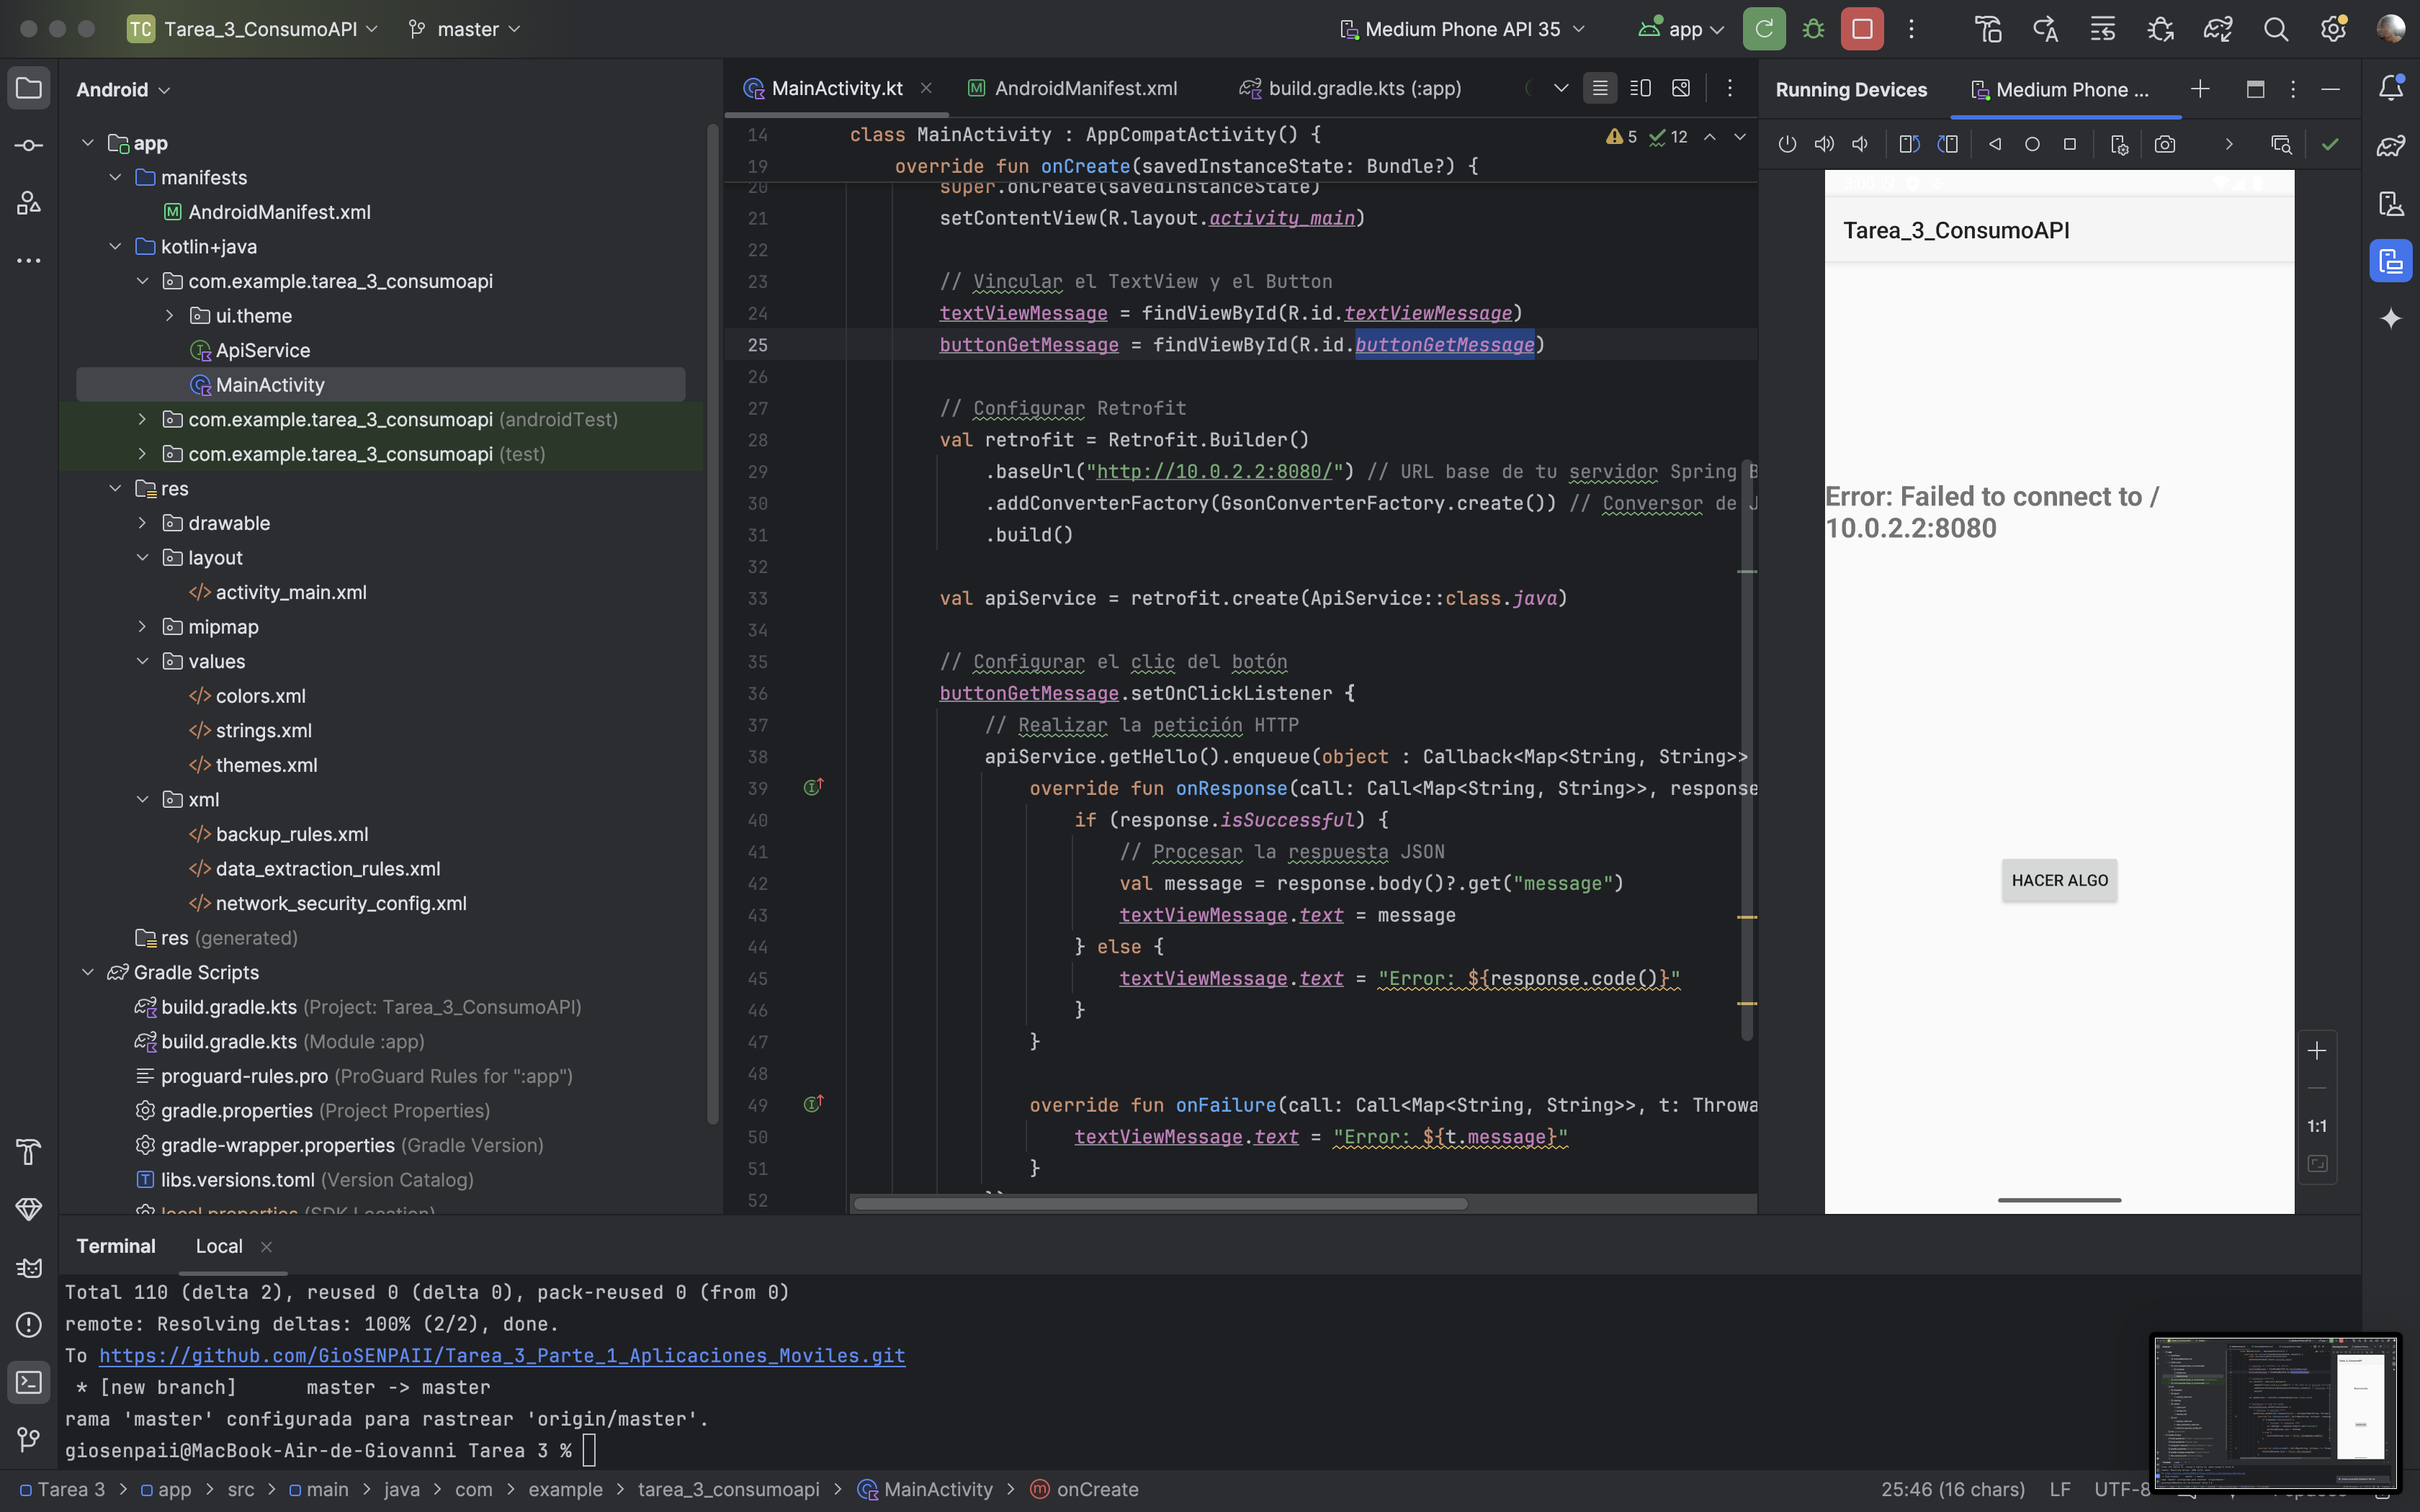 TC Tarea_3_ConsumoAPI master Medium Phone API 35 app
Android
app
manifests
AndroidManifest.xml
kotlin+java
com.example.tarea_3_consumoapi
ui.theme
ApiService
MainActivity
com.example.tarea_3_consumoapi (androidTest)
com.example.tarea_3_consumoapi (test)
res
drawable
layout
activity_main.xml
mipmap
values
colors.xml
strings.xml
themes.xml
xml
backup_rules.xml
data_extraction_rules.xml
network_security_config.xml
res (generated)
Gradle Scripts
build.gradle.kts (Project: Tarea_3_ConsumoAPI)
build.gradle.kts (Module :app)
proguard-rules.pro (ProGuard Rules for ":app")
gradle.properties (Project Properties)
gradle-wrapper.properties (Gradle Version)
libs.versions.toml (Version Catalog)
local.properties (SDK Location)
MainActivity.kt AndroidManifest.xml build.gradle.kts (:app)
5 12
14 class MainActivity : AppCompatActivity() {
19 override fun onCreate(savedInstanceState: Bundle?) {
20 super.onCreate(savedInstanceState)
21 setContentView(R.layout.activity_main)
22
23 // Vincular el TextView y el Button
24 textViewMessage = findViewById(R.id.textViewMessage)
25 buttonGetMessage = findViewById(R.id.buttonGetMessage)
26
27 // Configurar Retrofit
28 val retrofit = Retrofit.Builder()
29 .baseUrl("http://10.0.2.2:8080/") // URL base de tu servidor Spring B
30 .addConverterFactory(GsonConverterFactory.create()) // Conversor de J
31 .build()
32
33 val apiService = retrofit.create(ApiService::class.java)
34
35 // Configurar el clic del botón
36 buttonGetMessage.setOnClickListener {
37 // Realizar la petición HTTP
38 apiService.getHello().enqueue(object : Callback<Map<String, String>>
39 override fun onResponse(call: Call<Map<String, String>>, response
40 if (response.isSuccessful) {
41 // Procesar la respuesta JSON
42 val message = response.body()?.get("message")
43 textViewMessage.text = message
44 } else {
45 textViewMessage.text = "Error: ${response.code()}"
46 }
47 }
48
49 override fun onFailure(call: Call<Map<String, String>>, t: Throwa
50 textViewMessage.text = "Error: ${t.message}"
51 }
52
Running Devices Medium Phone ...
Tarea_3_ConsumoAPI
Error: Failed to connect to /
10.0.2.2:8080
HACER ALGO
1:1
Terminal Local
Total 110 (delta 2), reused 0 (delta 0), pack-reused 0 (from 0)
remote: Resolving deltas: 100% (2/2), done.
To https://github.com/GioSENPAII/Tarea_3_Parte_1_Aplicaciones_Moviles.git
* [new branch] master -> master
rama 'master' configurada para rastrear 'origin/master'.
giosenpaii@MacBook-Air-de-Giovanni Tarea 3 %
Tarea 3 > app > src > main > java > com > example > tarea_3_consumoapi > MainActivity > onCreate
25:46 (16 chars) LF UTF-8